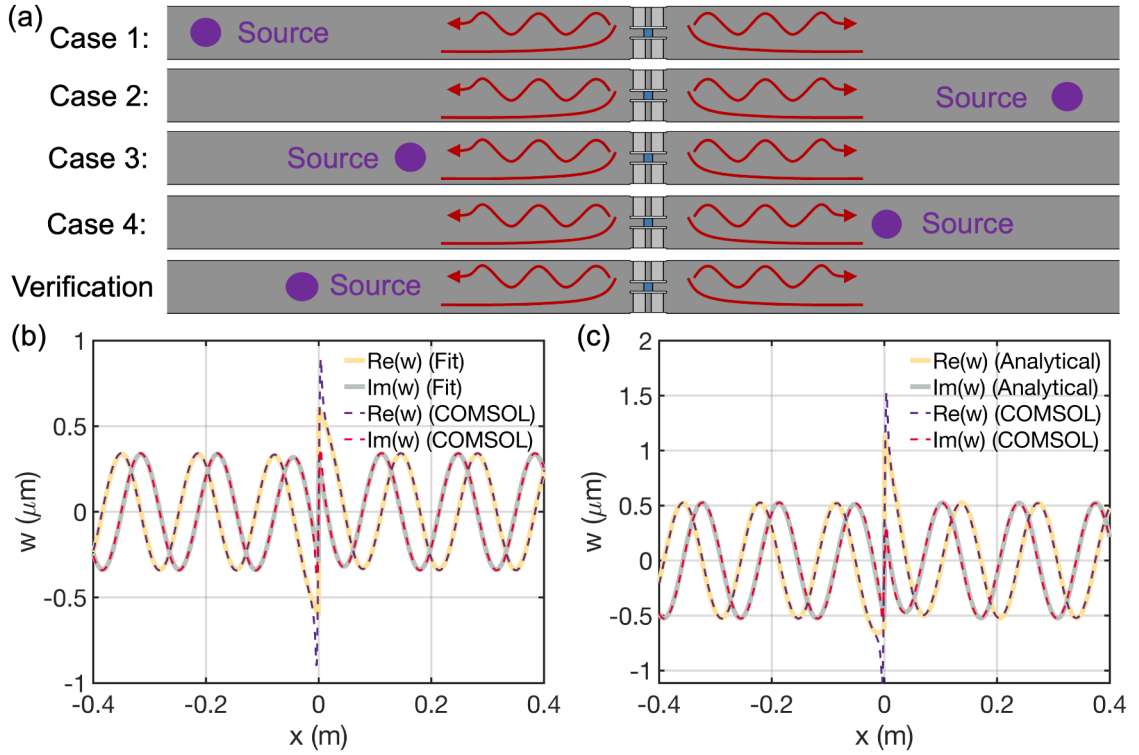 (a)
Case 1: Source
Case 2: Source
Case 3: Source
Case 4: Source
Verification Source
(b)
1
0.5
0
-0.5
-1
w (μm)
Re(w) (Fit)
Im(w) (Fit)
Re(w) (COMSOL)
Im(w) (COMSOL)
-0.4 -0.2 0 0.2 0.4
x (m)
(c)
2
1.5
1
0.5
0
-0.5
-1
w (μm)
Re(w) (Analytical)
Im(w) (Analytical)
Re(w) (COMSOL)
Im(w) (COMSOL)
-0.4 -0.2 0 0.2 0.4
x (m)